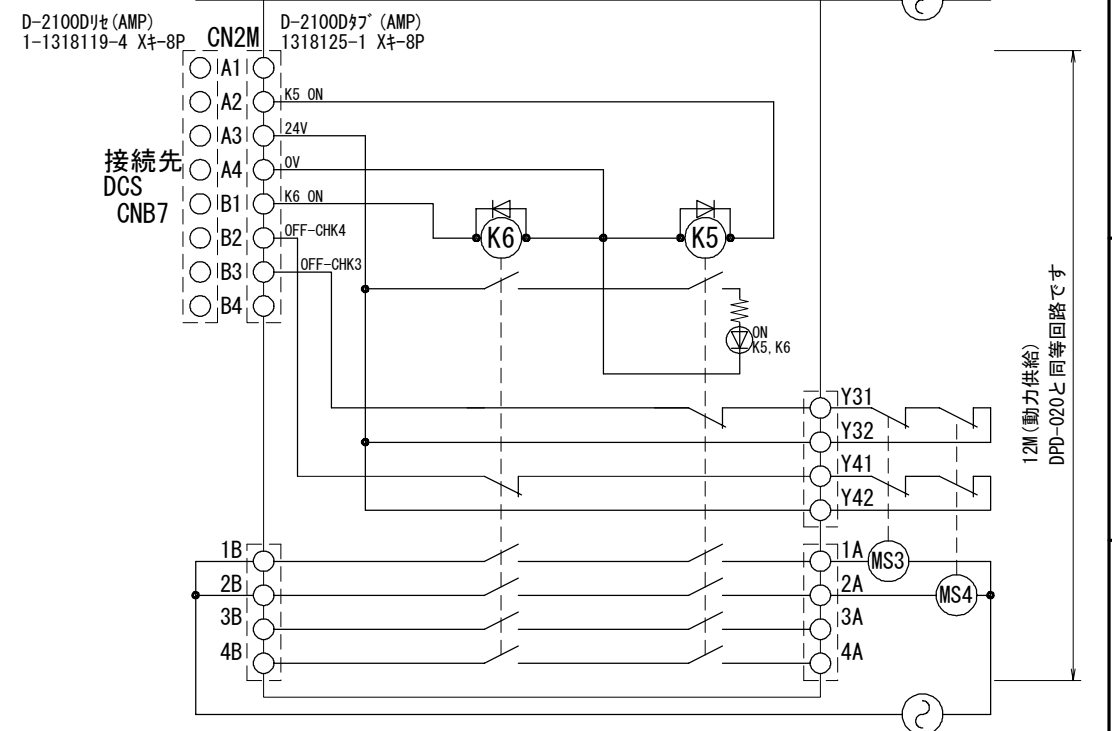 D-2100Dﾘｾ(AMP)
1-1318119-4 Xｷｰ8P
CN2M
D-2100Dﾀﾌﾞ(AMP)
1318125-1 Xｷｰ8P
A1
A2
K5 ON
A3
24V
A4
0V
B1
K6 ON
B2
OFF-CHK4
B3
OFF-CHK3
B4
接続先
DCS
CNB7
K6
K5
ON
K5,K6
Y31
Y32
Y41
Y42
1B
2B
3B
4B
1A
2A
3A
4A
MS3
MS4
12M(動力供給)
DPD-020と同等回路です